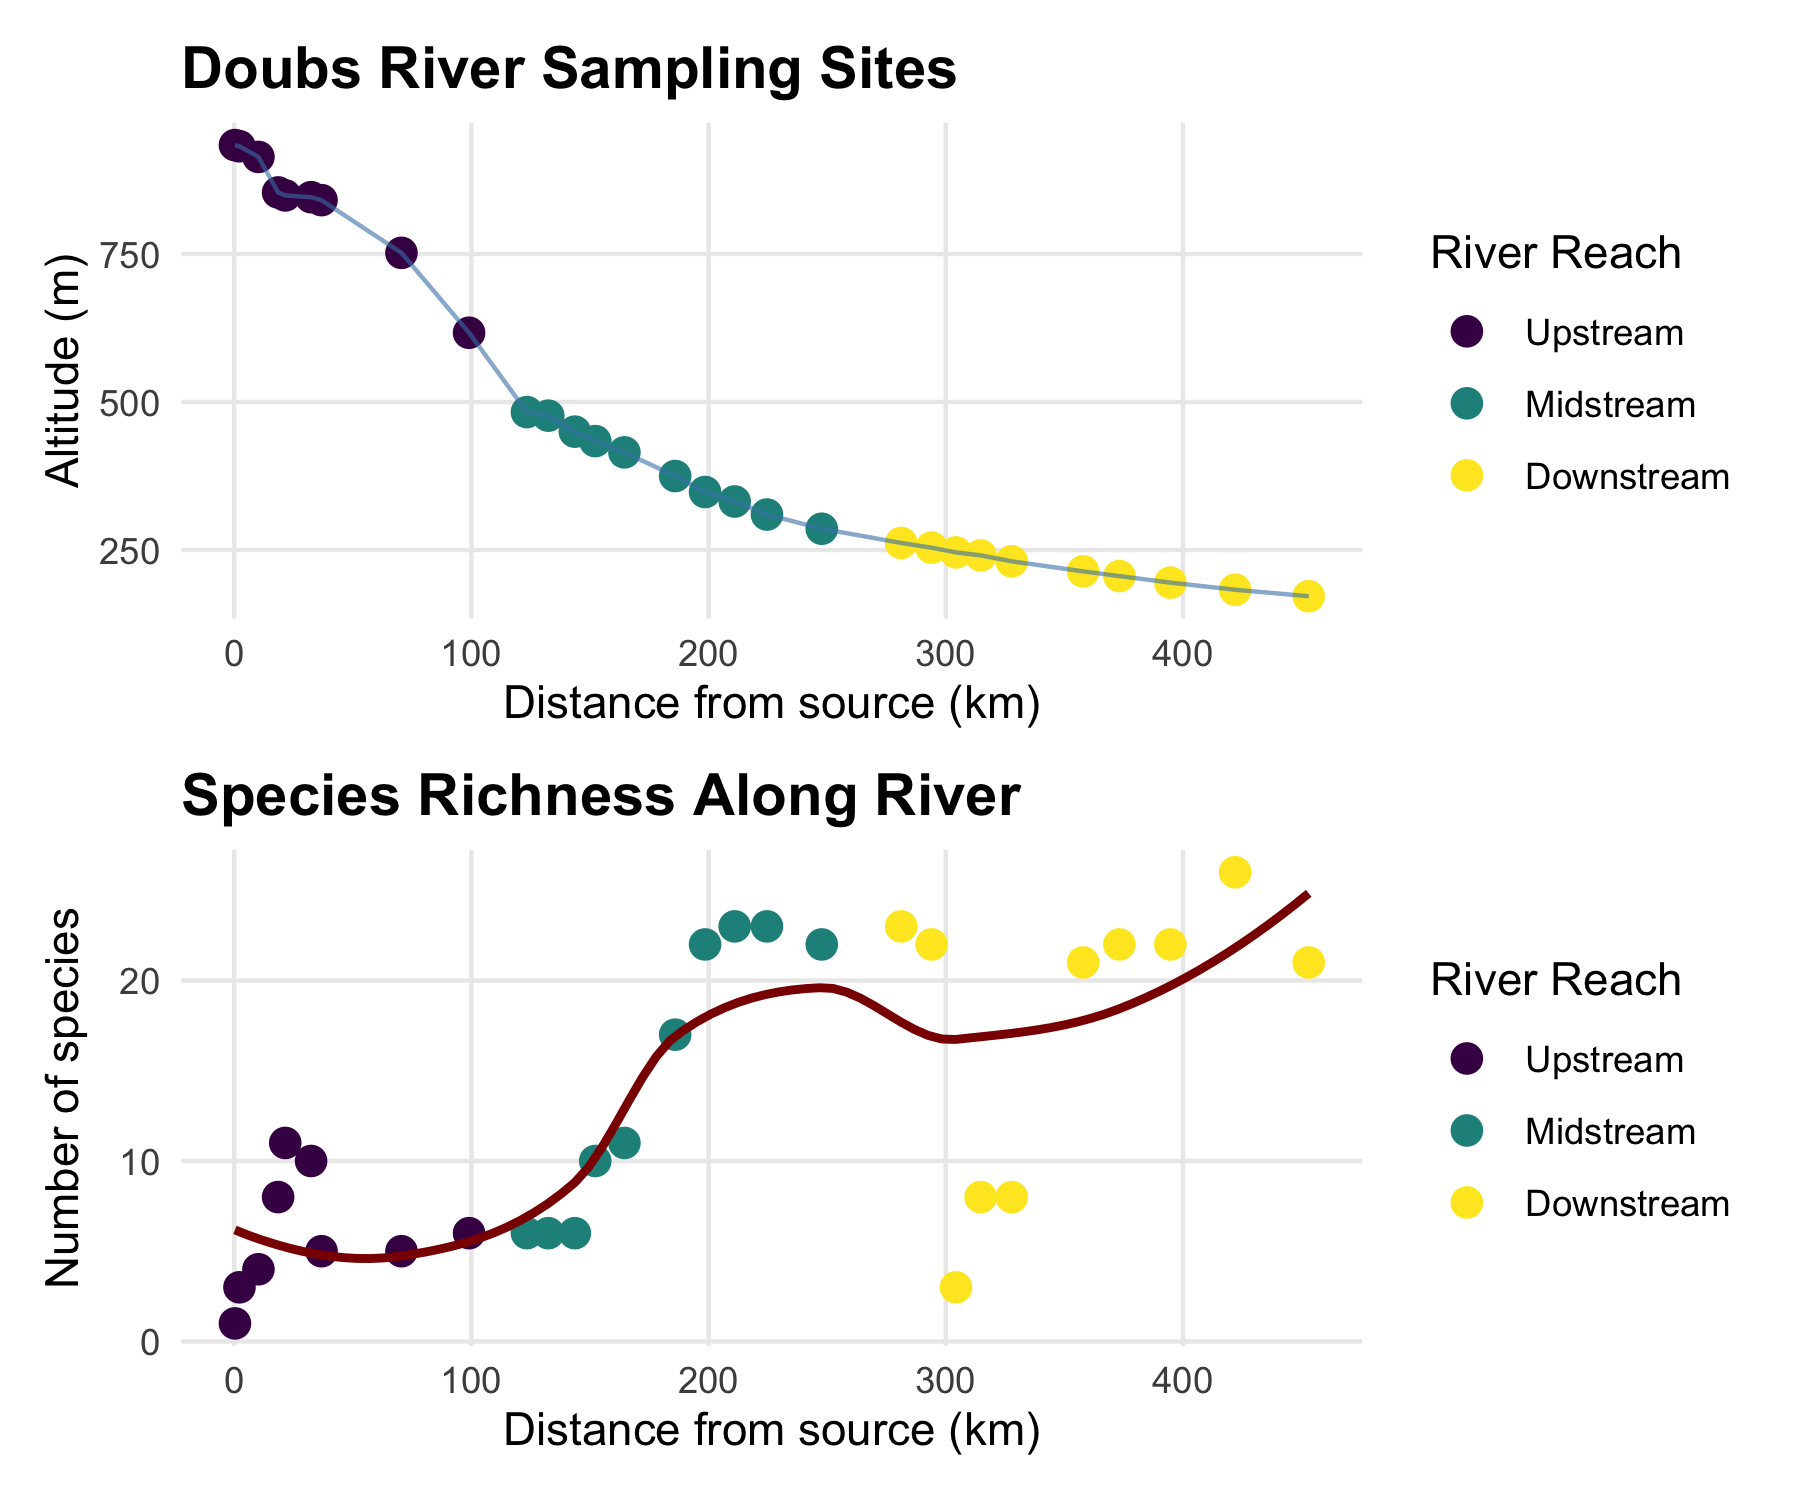 Doubs River Sampling Sites
Altitude (m)
750
500
250
0 100 200 300 400
Distance from source (km)
River Reach
Upstream
Midstream
Downstream
Species Richness Along River
Number of species
20
10
0
0 100 200 300 400
Distance from source (km)
River Reach
Upstream
Midstream
Downstream